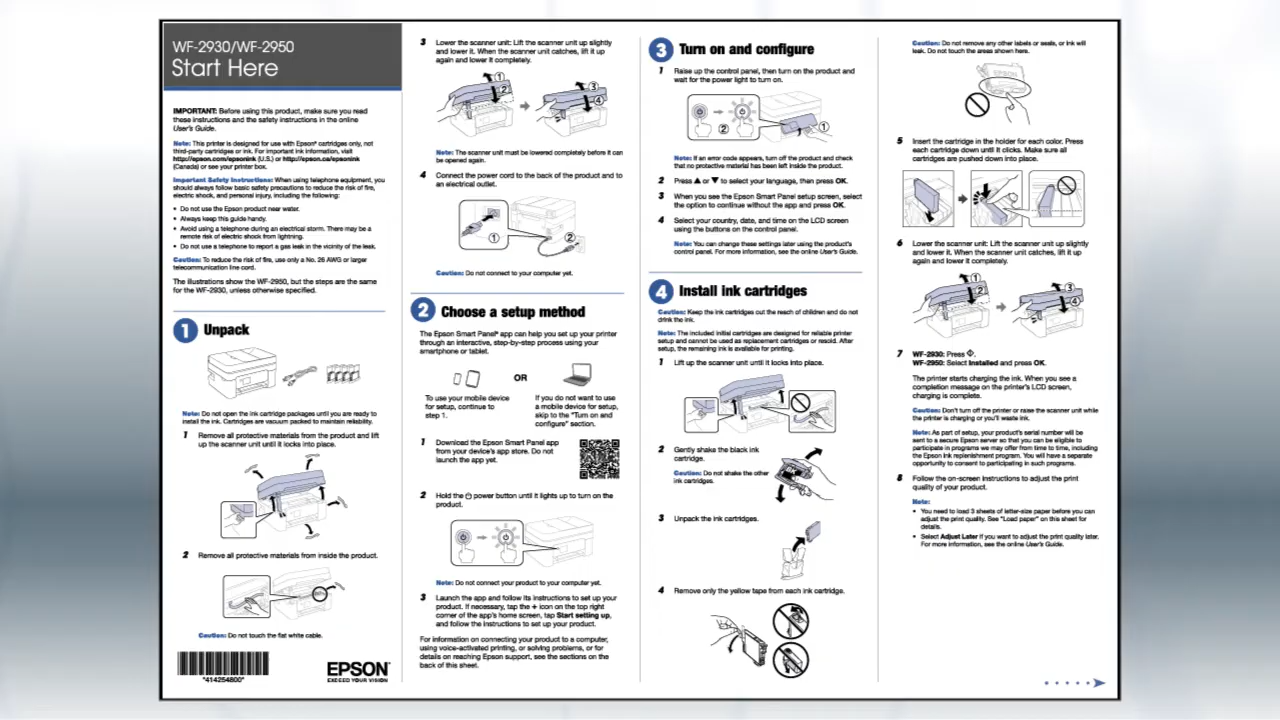 WF-2930/WF-2950
Start Here
IMPORTANT: Before using this product, make sure you read
these instructions and the safety instructions in the online
User's Guide.
Note: This printer is designed for use with Epson® cartridges only, not
third-party cartridges or ink. For important ink information, visit
http://epson.com/epsonink (U.S.) or http://epson.ca/epsonink
(Canada) or see your printer box.
Important Safety Instructions: When using telephone equipment, you
should always follow basic safety precautions to reduce the risk of fire,
electric shock, and personal injury, including the following:
• Do not use the Epson product near water.
• Always keep this guide handy.
• Avoid using a telephone during an electrical storm. There may be a
remote risk of electric shock from lightning.
• Do not use a telephone to report a gas leak in the vicinity of the leak.
Caution: To reduce the risk of fire, use only a No. 26 AWG or larger
telecommunication line cord.
The illustrations show the WF-2950, but the steps are the same
for the WF-2930, unless otherwise specified.
1 Unpack
Note: Do not open the ink cartridge packages until you are ready to
install the ink. Cartridges are vacuum packed to maintain reliability.
1 Remove all protective materials from the product and lift
up the scanner unit until it locks into place.
2 Remove all protective materials from inside the product.
Caution: Do not touch the flat white cable.
*414254800*
EPSON
EXCEED YOUR VISION
3 Lower the scanner unit: Lift the scanner unit up slightly
and lower it. When the scanner unit catches, lift it up
again and lower it completely.
1
2
3
4
Note: The scanner unit must be lowered completely before it can
be opened again.
4 Connect the power cord to the back of the product and to
an electrical outlet.
1
2
Caution: Do not connect to your computer yet.
2 Choose a setup method
The Epson Smart Panel® app can help you set up your printer
through an interactive, step-by-step process using your
smartphone or tablet.
OR
To use your mobile device
for setup, continue to
step 1.
If you do not want to use
a mobile device for setup,
skip to the "Turn on and
configure" section.
1 Download the Epson Smart Panel app
from your device's app store. Do not
launch the app yet.
2 Hold the ⏻ power button until it lights up to turn on the
product.
Note: Do not connect your product to your computer yet.
3 Launch the app and follow its instructions to set up your
product. If necessary, tap the + icon on the top right
corner of the app's home screen, tap Start setting up,
and follow the instructions to set up your product.
For information on connecting your product to a computer,
using voice-activated printing, or solving problems, or for
details on reaching Epson support, see the sections on the
back of this sheet.
3 Turn on and configure
1 Raise up the control panel, then turn on the product and
wait for the power light to turn on.
2
1
Note: If an error code appears, turn off the product and check
that no protective material has been left inside the product.
2 Press ▲ or ▼ to select your language, then press OK.
3 When you see the Epson Smart Panel setup screen, select
the option to continue without the app and press OK.
4 Select your country, date, and time on the LCD screen
using the buttons on the control panel.
Note: You can change these settings later using the product's
control panel. For more information, see the online User's Guide.
4 Install ink cartridges
Caution: Keep the ink cartridges out the reach of children and do not
drink the ink.
Note: The included initial cartridges are designed for reliable printer
setup and cannot be used as replacement cartridges or resold. After
setup, the remaining ink is available for printing.
1 Lift up the scanner unit until it locks into place.
2 Gently shake the black ink
cartridge.
Caution: Do not shake the other
ink cartridges.
3 Unpack the ink cartridges.
4 Remove only the yellow tape from each ink cartridge.
Caution: Do not remove any other labels or seals, or ink will
leak. Do not touch the areas shown here.
EPSON
5 Insert the cartridge in the holder for each color. Press
each cartridge down until it clicks. Make sure all
cartridges are pushed down into place.
6 Lower the scanner unit: Lift the scanner unit up slightly
and lower it. When the scanner unit catches, lift it up
again and lower it completely.
1
2
3
4
7 WF-2930: Press ⟐.
WF-2950: Select Installed and press OK.
The printer starts charging the ink. When you see a
completion message on the printer's LCD screen,
charging is complete.
Caution: Don't turn off the printer or raise the scanner unit while
the printer is charging or you'll waste ink.
Note: As part of setup, your product's serial number will be
sent to a secure Epson server so that you can be eligible to
participate in programs we may offer from time to time, including
the Epson ink replenishment program. You will have a separate
opportunity to consent to participating in such programs.
8 Follow the on-screen instructions to adjust the print
quality of your product.
Note:
• You need to load 3 sheets of letter-size paper before you can
adjust the print quality. See "Load paper" on this sheet for
details.
• Select Adjust Later if you want to adjust the print quality later.
For more information, see the online User's Guide.